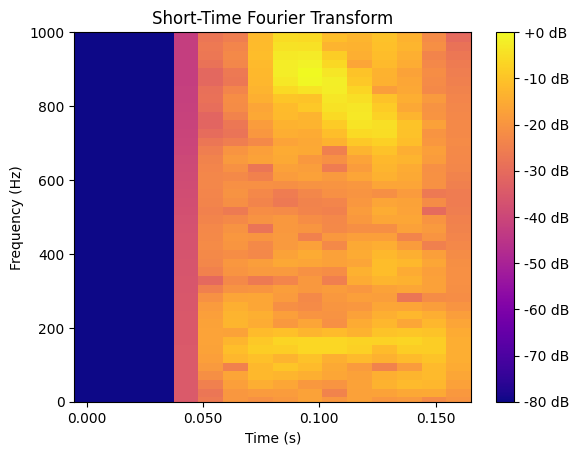 Short-Time Fourier Transform
1000
800
600
400
200
0
Frequency (Hz)
0.000
0.050
0.100
0.150
Time (s)
+0 dB
-10 dB
-20 dB
-30 dB
-40 dB
-50 dB
-60 dB
-70 dB
-80 dB